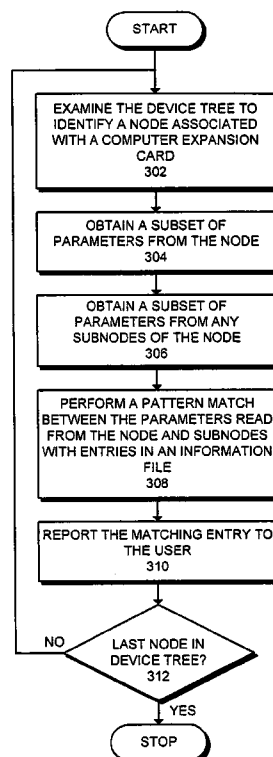 START
EXAMINE THE DEVICE TREE TO
IDENTIFY A NODE ASSOCIATED
WITH A COMPUTER EXPANSION
CARD
302
OBTAIN A SUBSET OF
PARAMETERS FROM THE NODE
304
OBTAIN A SUBSET OF
PARAMETERS FROM ANY
SUBNODES OF THE NODE
306
PERFORM A PATTERN MATCH
BETWEEN THE PARAMETERS READ
FROM THE NODE AND SUBNODES
WITH ENTRIES IN AN INFORMATION
FILE
308
REPORT THE MATCHING ENTRY TO
THE USER
310
NO
LAST NODE IN
DEVICE TREE?
312
YES
STOP